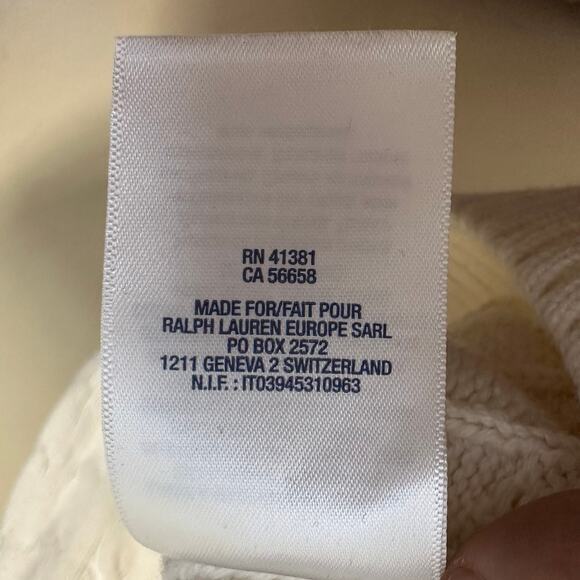 RN 41381
CA 56658
MADE FOR/FAIT POUR
RALPH LAUREN EUROPE SARL
PO BOX 2572
1211 GENEVA 2 SWITZERLAND
N.I.F. : IT03945310963